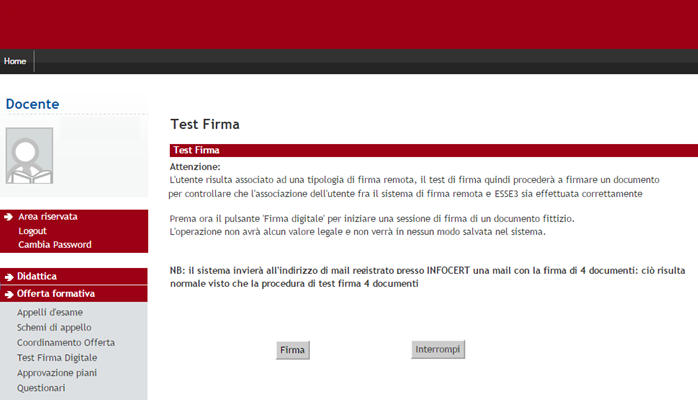 Home
Docente
Area riservata
Logout
Cambia Password
Didattica
Offerta formativa
Appelli d'esame
Schemi di appello
Coordinamento Offerta
Test Firma Digitale
Approvazione piani
Questionari
Test Firma
Test Firma
Attenzione:
L'utente risulta associato ad una tipologia di firma remota, il test di firma quindi procederà a firmare un documento
per controllare che l'associazione dell'utente fra il sistema di firma remota e ESSE3 sia effettuata correttamente
Prema ora il pulsante 'Firma digitale' per iniziare una sessione di firma di un documento fittizio.
L'operazione non avrà alcun valore legale e non verrà in nessun modo salvata nel sistema.
NB: il sistema invierà all'indirizzo di mail registrato presso INFOCERT una mail con la firma di 4 documenti: ciò risulta
normale visto che la procedura di test firma 4 documenti
Firma
Interrompi